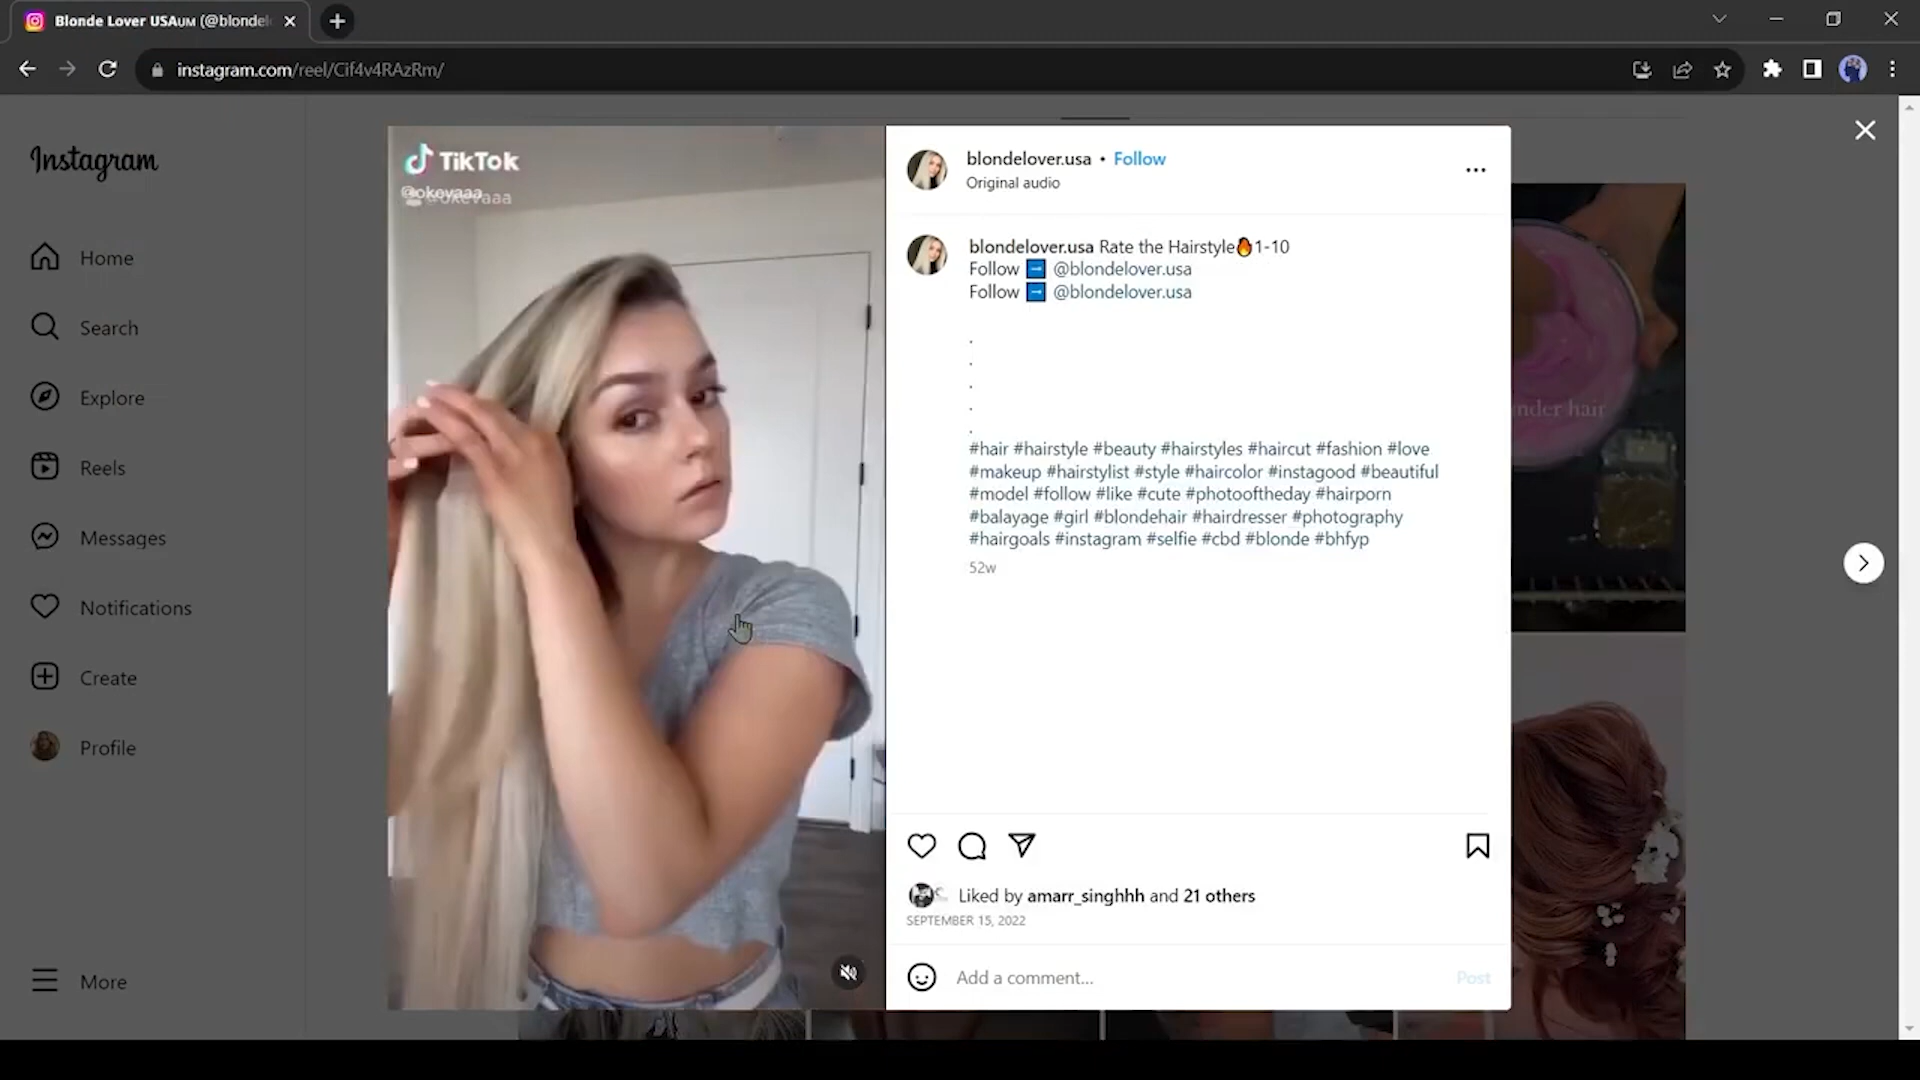 Blonde Lover USAUM (@blondel
instagram.com/reel/Cif4v4RAzRm/
Instagram
Home
Search
Explore
Reels
Messages
Notifications
Create
Profile
More
TikTok
@okevaaa
@okevaaa
blondelover.usa • Follow
Original audio
blondelover.usa Rate the Hairstyle🔥1-10
Follow ➡️ @blondelover.usa
Follow ➡️ @blondelover.usa
.
.
.
.
.
#hair #hairstyle #beauty #hairstyles #haircut #fashion #love
#makeup #hairstylist #style #haircolor #instagood #beautiful
#model #follow #like #cute #photooftheday #hairporn
#balayage #girl #blondehair #hairdresser #photography
#hairgoals #instagram #selfie #cbd #blonde #bhfyp
52w
Liked by amarr_singhhh and 21 others
SEPTEMBER 15, 2022
Add a comment...
Post
hair